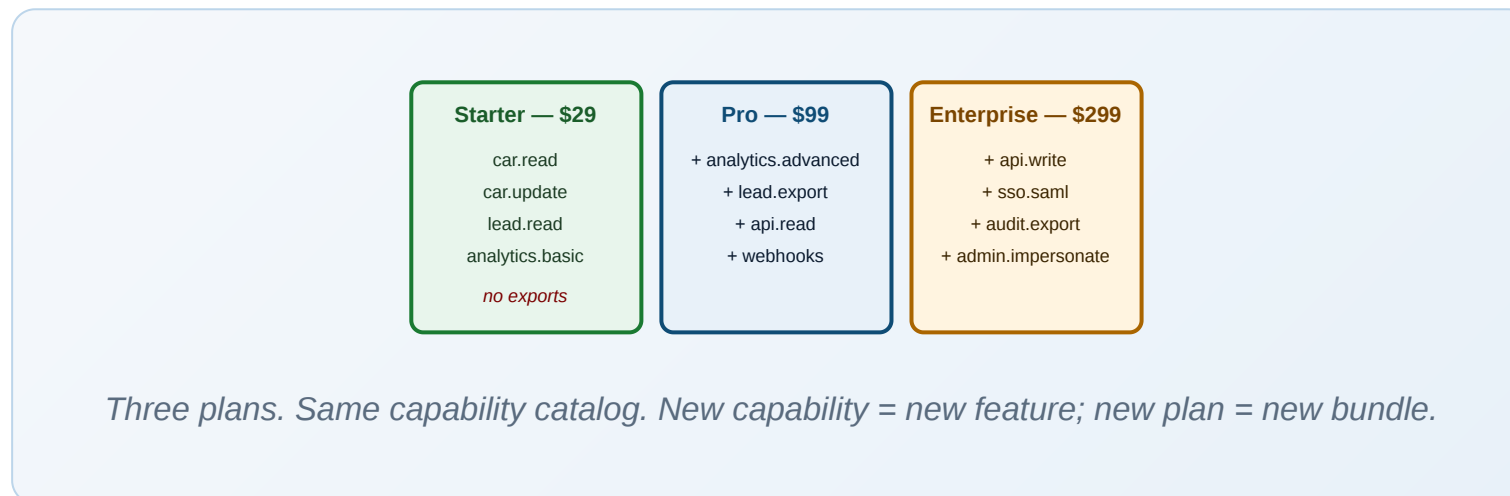 Starter — $29
car.read
car.update
lead.read
analytics.basic
no exports
Pro — $99
+ analytics.advanced
+ lead.export
+ api.read
+ webhooks
Enterprise — $299
+ api.write
+ sso.saml
+ audit.export
+ admin.impersonate
Three plans. Same capability catalog. New capability = new feature; new plan = new bundle.